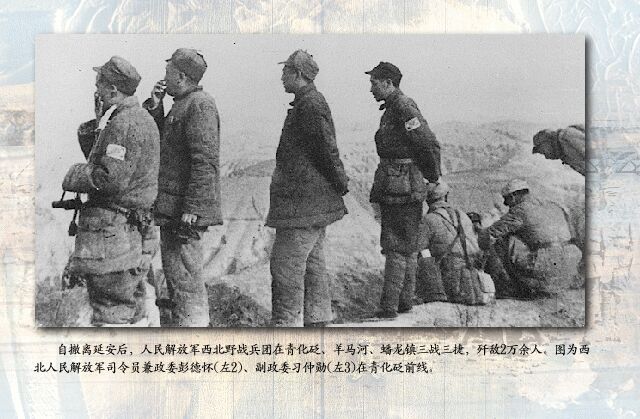 自撤离延安后，人民解放军西北野战兵团在青化砭、羊马河、蟠龙镇三战三捷，歼敌2万余人。图为西
北人民解放军司令员兼政委彭德怀(左2)、副政委习仲勋(左3)在青化砭前线。